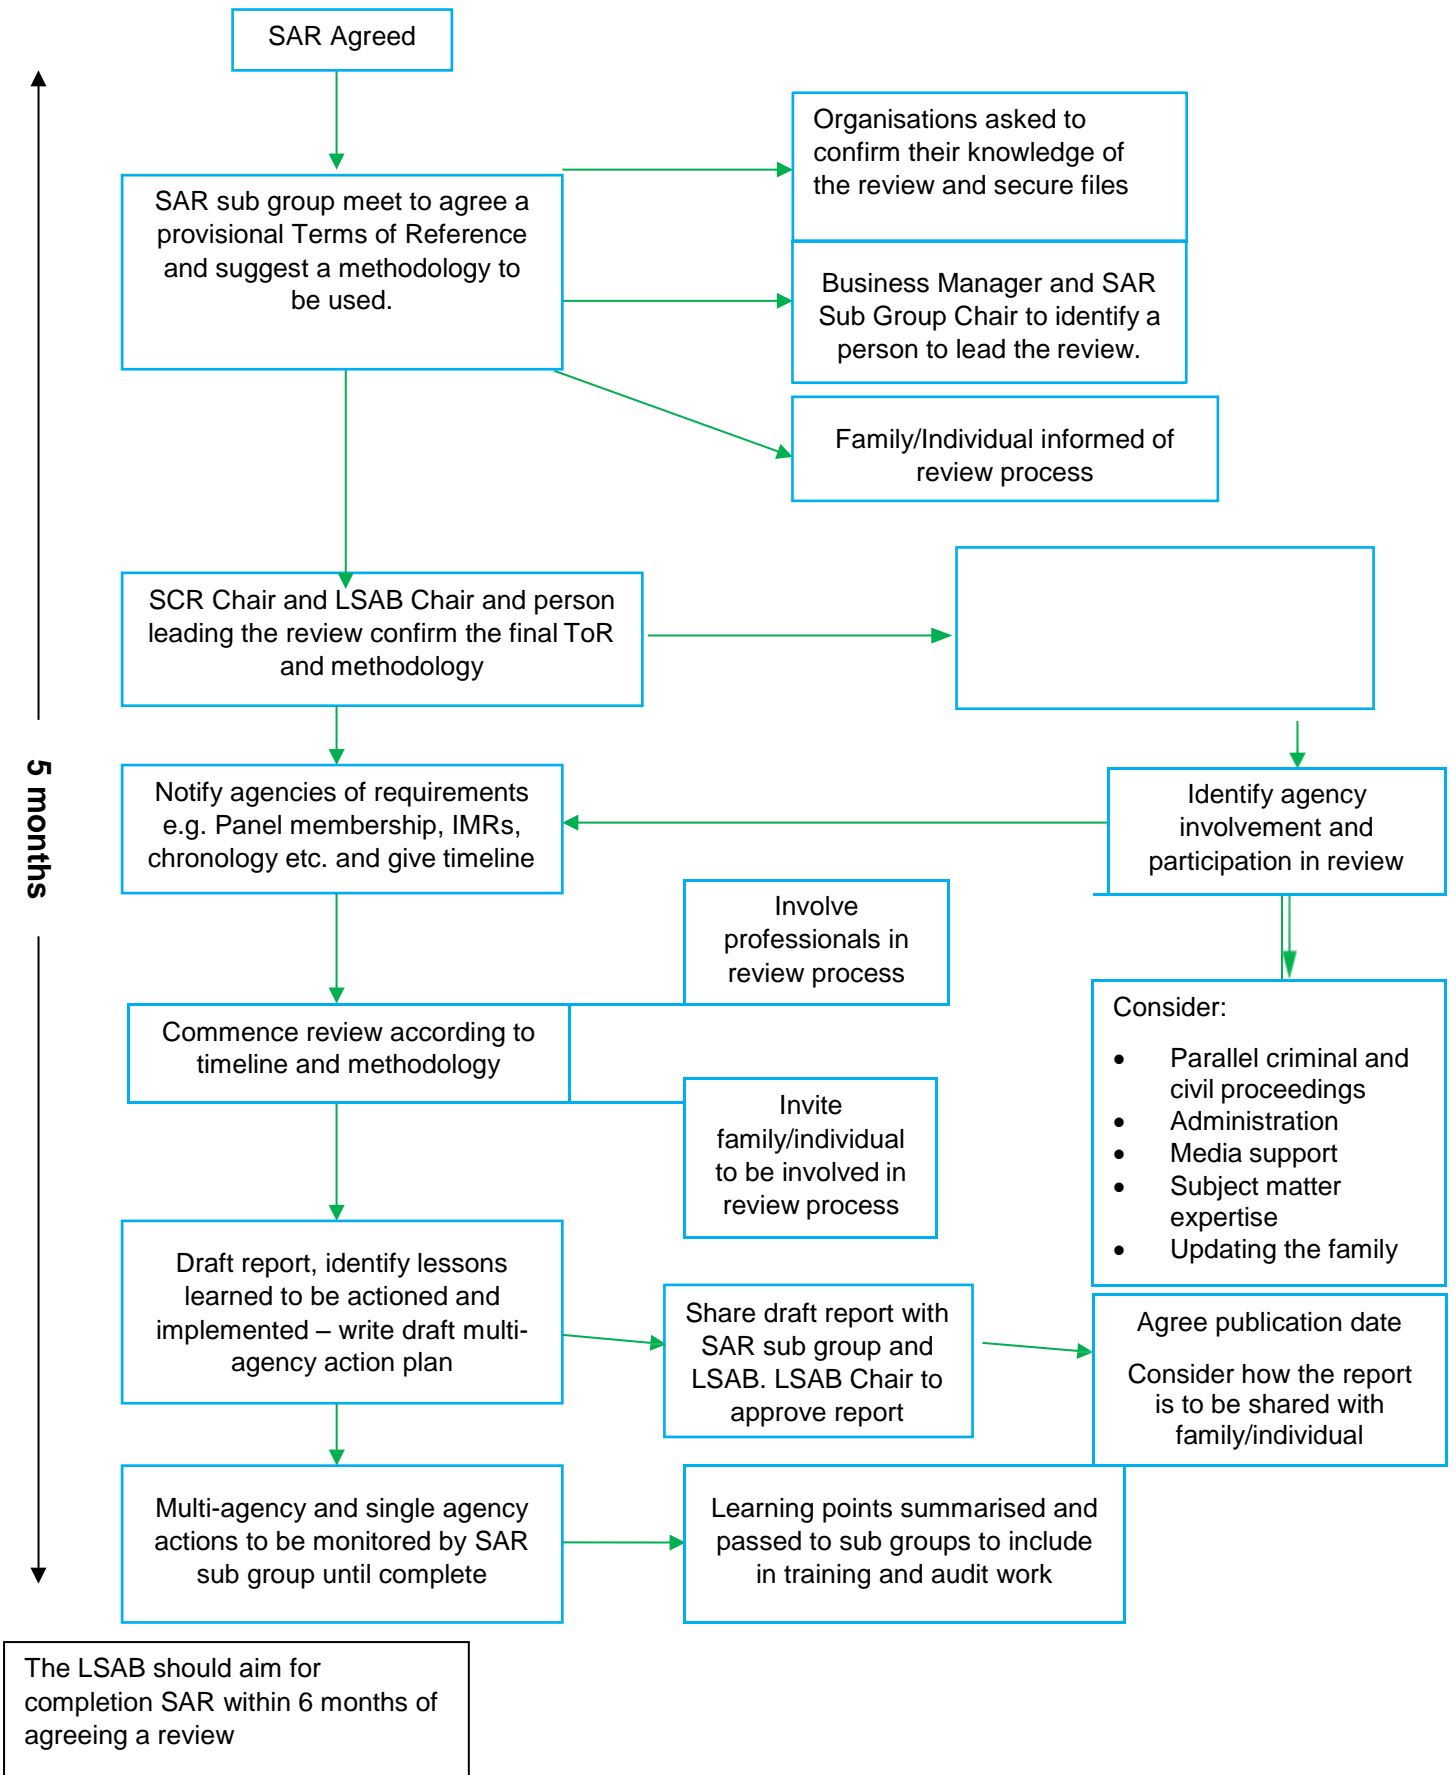 SAR Agreed
Organisations asked to
confirm their knowledge of
the review and secure files
SAR sub group meet to agree a
provisional Terms of Reference
and suggest a methodology to
be used.
Business Manager and SAR
Sub Group Chair to identify a
person to lead the review.
Family/Individual informed of
review process
SCR Chair and LSAB Chair and person
leading the review confirm the final ToR
and methodology
5 months
Notify agencies of requirements
e.g. Panel membership, IMRs,
chronology etc. and give timeline
Identify agency
involvement and
participation in review
Involve
professionals in
review process
Commence review according to
timeline and methodology
Consider:
• Parallel criminal and
civil proceedings
• Administration
• Media support
• Subject matter
expertise
• Updating the family
Invite
family/individual
to be involved in
review process
Draft report, identify lessons
learned to be actioned and
implemented – write draft multi-
agency action plan
Share draft report with
SAR sub group and
LSAB. LSAB Chair to
approve report
Agree publication date
Consider how the report
is to be shared with
family/individual
Multi-agency and single agency
actions to be monitored by SAR
sub group until complete
Learning points summarised and
passed to sub groups to include
in training and audit work
The LSAB should aim for
completion SAR within 6 months of
agreeing a review